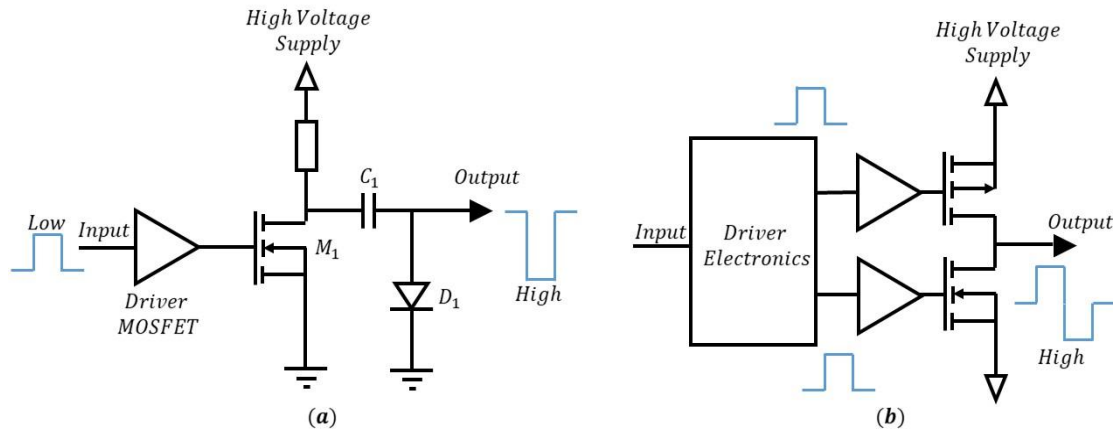 High Voltage
Supply
C1
Output
Low
Input
M1
Driver
MOSFET
D1
High
(a)
High Voltage
Supply
Input
Driver
Electronics
Output
High
(b)